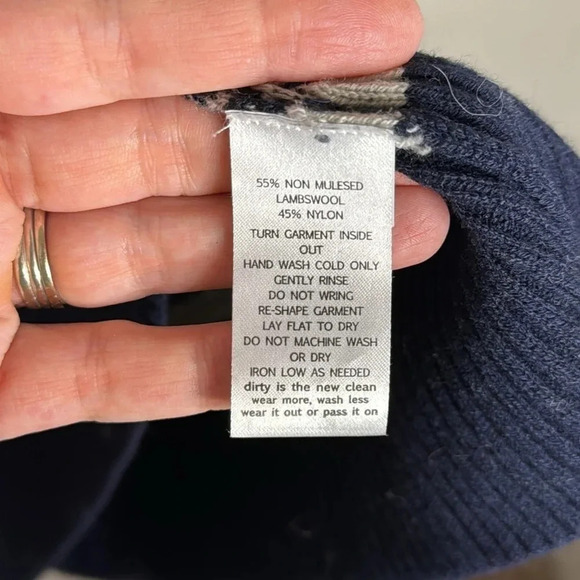 55% NON MULESED
LAMBSWOOL
45% NYLON
TURN GARMENT INSIDE
OUT
HAND WASH COLD ONLY
GENTLY RINSE
DO NOT WRING
RE-SHAPE GARMENT
LAY FLAT TO DRY
DO NOT MACHINE WASH
OR DRY
IRON LOW AS NEEDED
dirty is the new clean
wear more, wash less
wear it out or pass it on